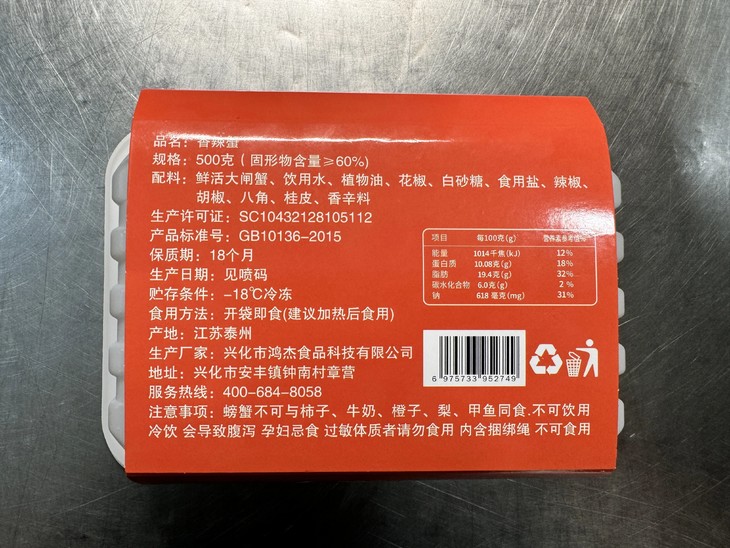 品名：香辣蟹
规格：500克（固形物含量≥60%)
配料：鲜活大闸蟹、饮用水、植物油、花椒、白砂糖、食用盐、辣椒、
胡椒、八角、桂皮、香辛料
生产许可证：SC10432128105112
产品标准号：GB10136-2015
保质期：18个月
生产日期：见喷码
贮存条件：-18℃冷冻
食用方法：开袋即食(建议加热后食用)
产地：江苏泰州
生产厂家：兴化市鸿杰食品科技有限公司
地址：兴化市安丰镇钟南村章营
服务热线：400-684-8058
注意事项：螃蟹不可与柿子、牛奶、橙子、梨、甲鱼同食.不可饮用
冷饮 会导致腹泻 孕妇忌食 过敏体质者请勿食用 内含捆绑绳 不可食用
项目 每100克(g) 营养素参考值%
能量 1014千焦(kJ) 12%
蛋白质 10.08克(g) 18%
脂肪 19.4克(g) 32%
碳水化合物 6.0克(g) 2 %
钠 618 毫克(mg) 31%
6 975733 952749